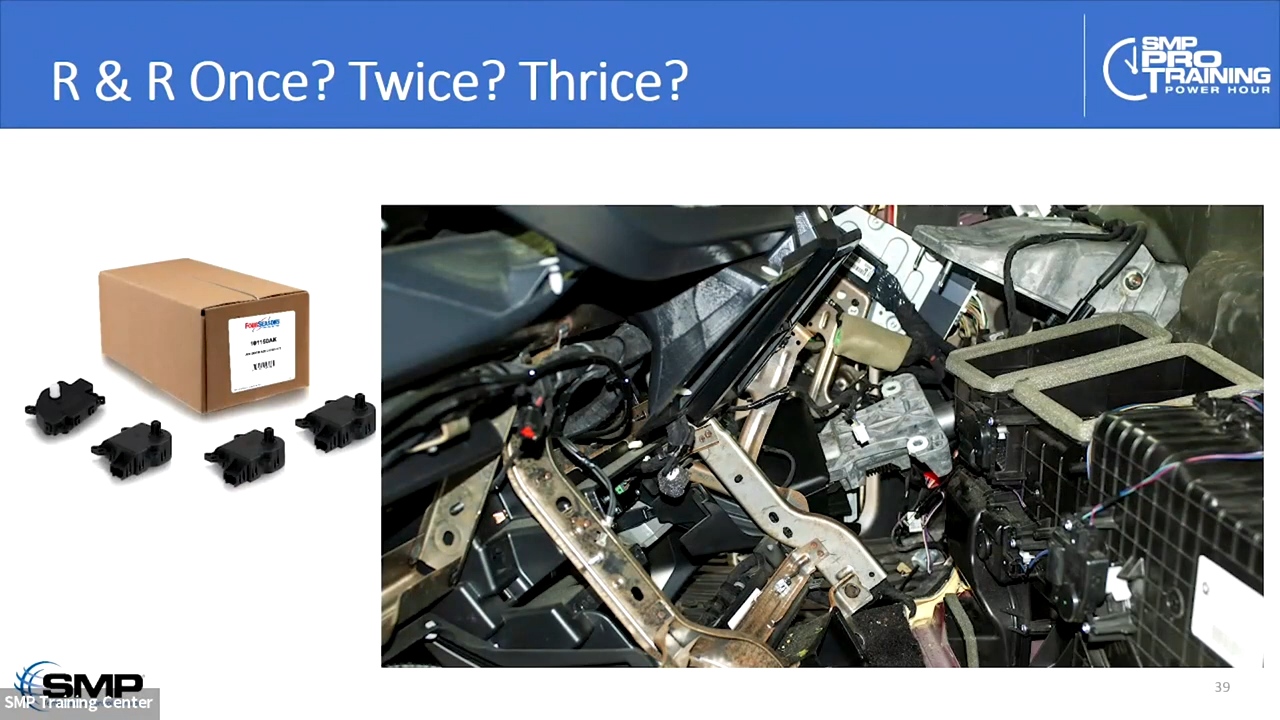 R & R Once? Twice? Thrice?
SMP
PRO
TRAINING
POWER HOUR
FOUR SEASONS
SMP
SMP Training Center
39